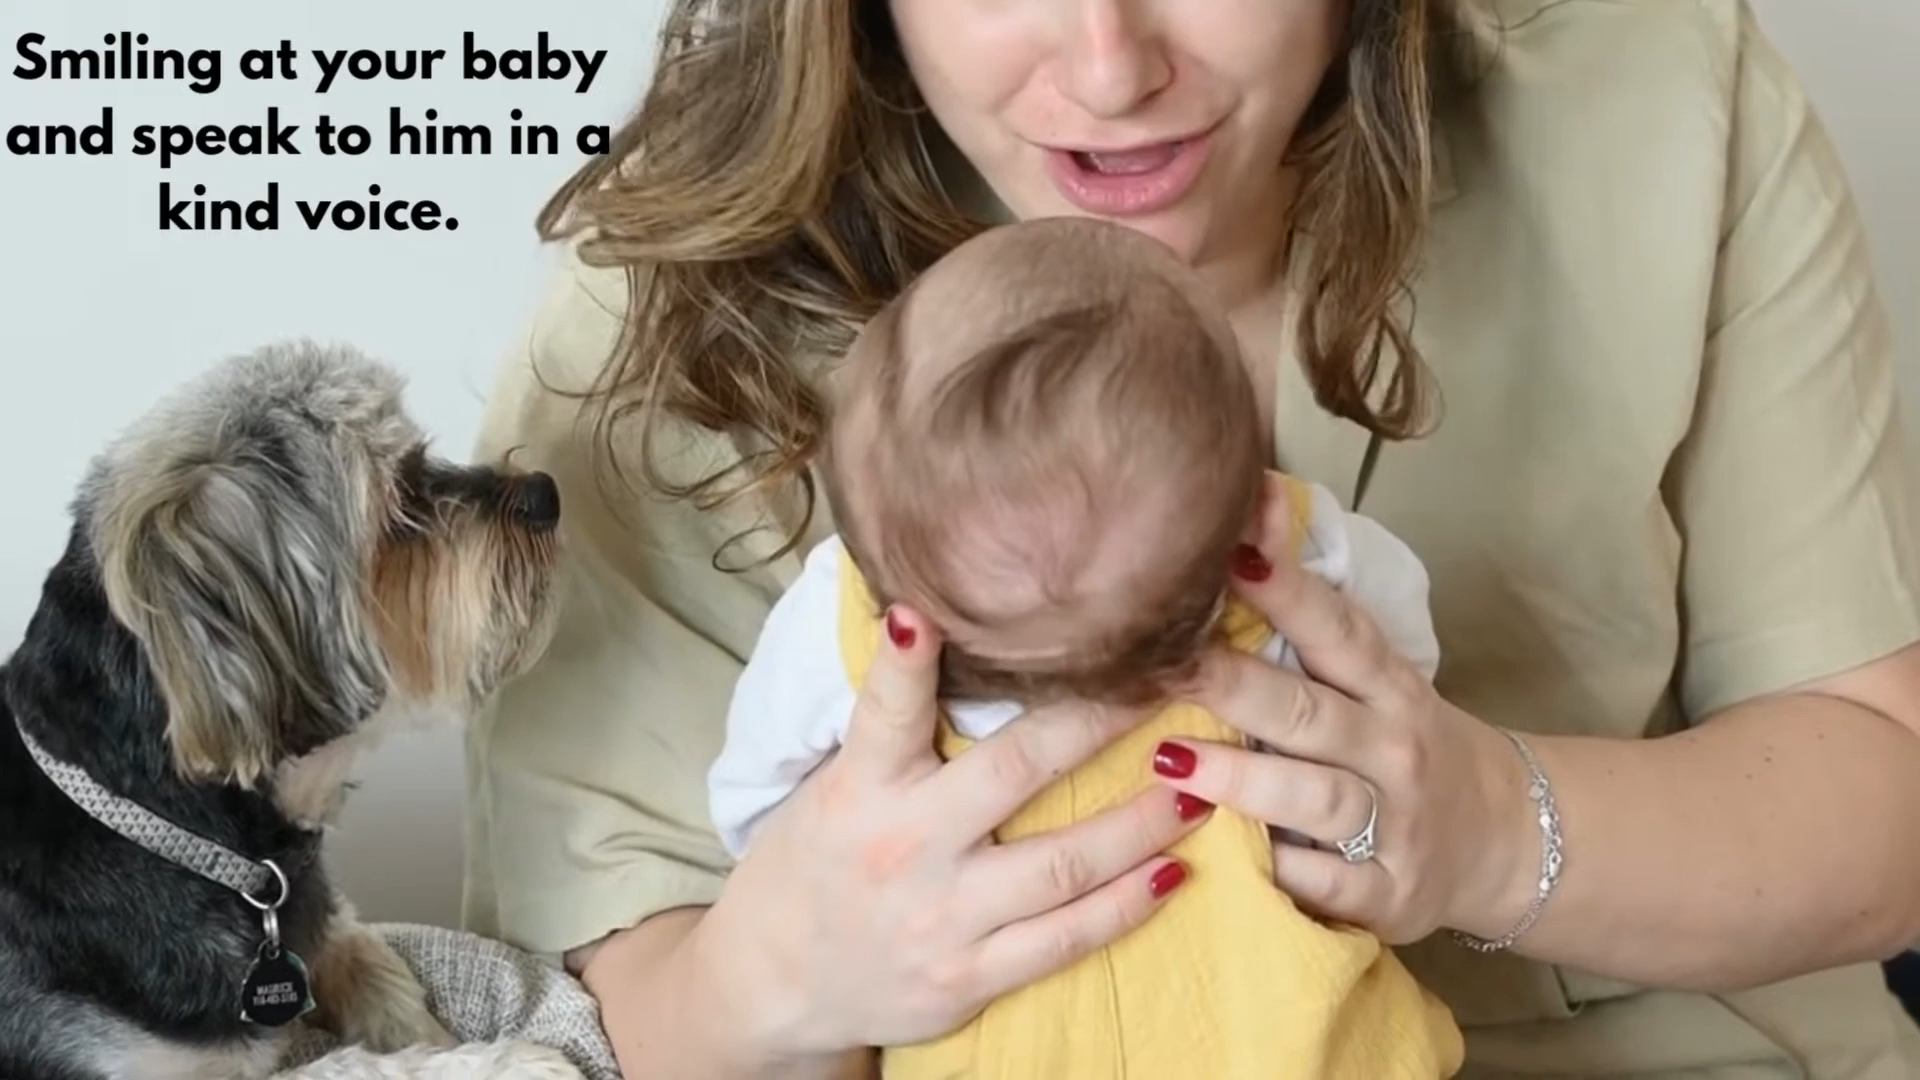 Smiling at your baby
and speak to him in a
kind voice.